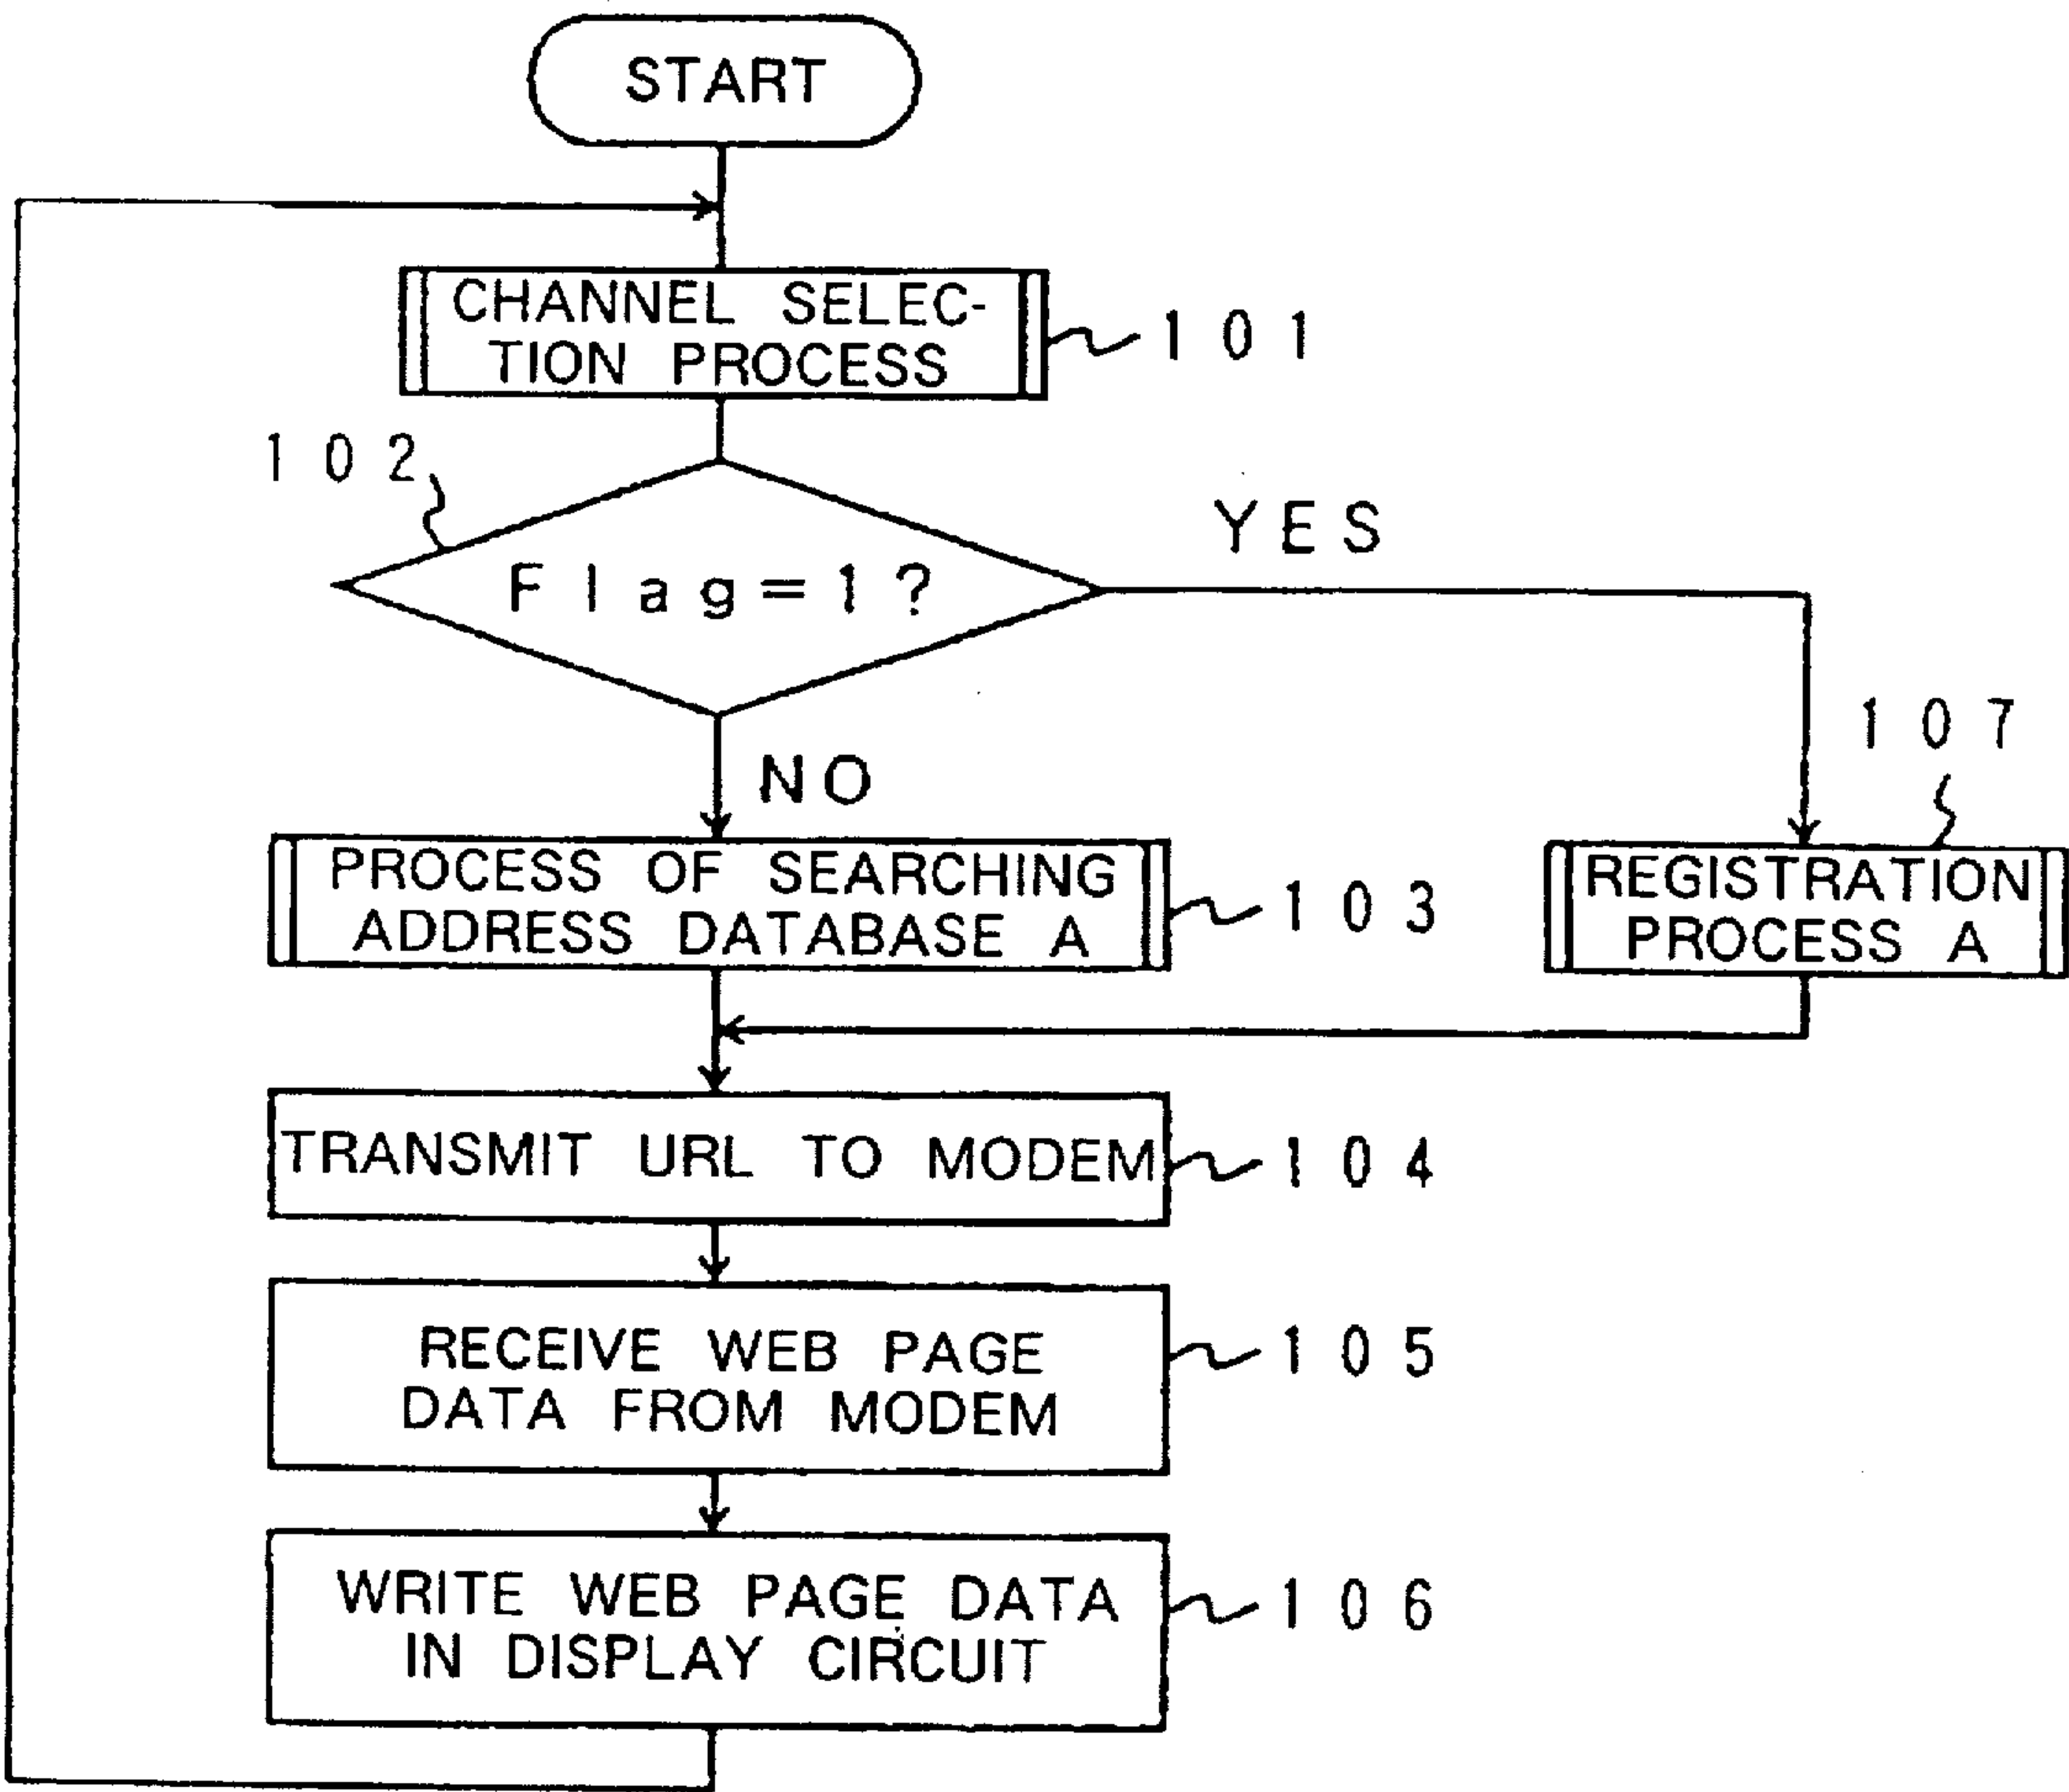 START
CHANNEL SELEC-
TION PROCESS
101
102
Flag=1?
YES
NO
107
PROCESS OF SEARCHING
ADDRESS DATABASE A
103
REGISTRATION
PROCESS A
TRANSMIT URL TO MODEM
104
RECEIVE WEB PAGE
DATA FROM MODEM
105
WRITE WEB PAGE DATA
IN DISPLAY CIRCUIT
106